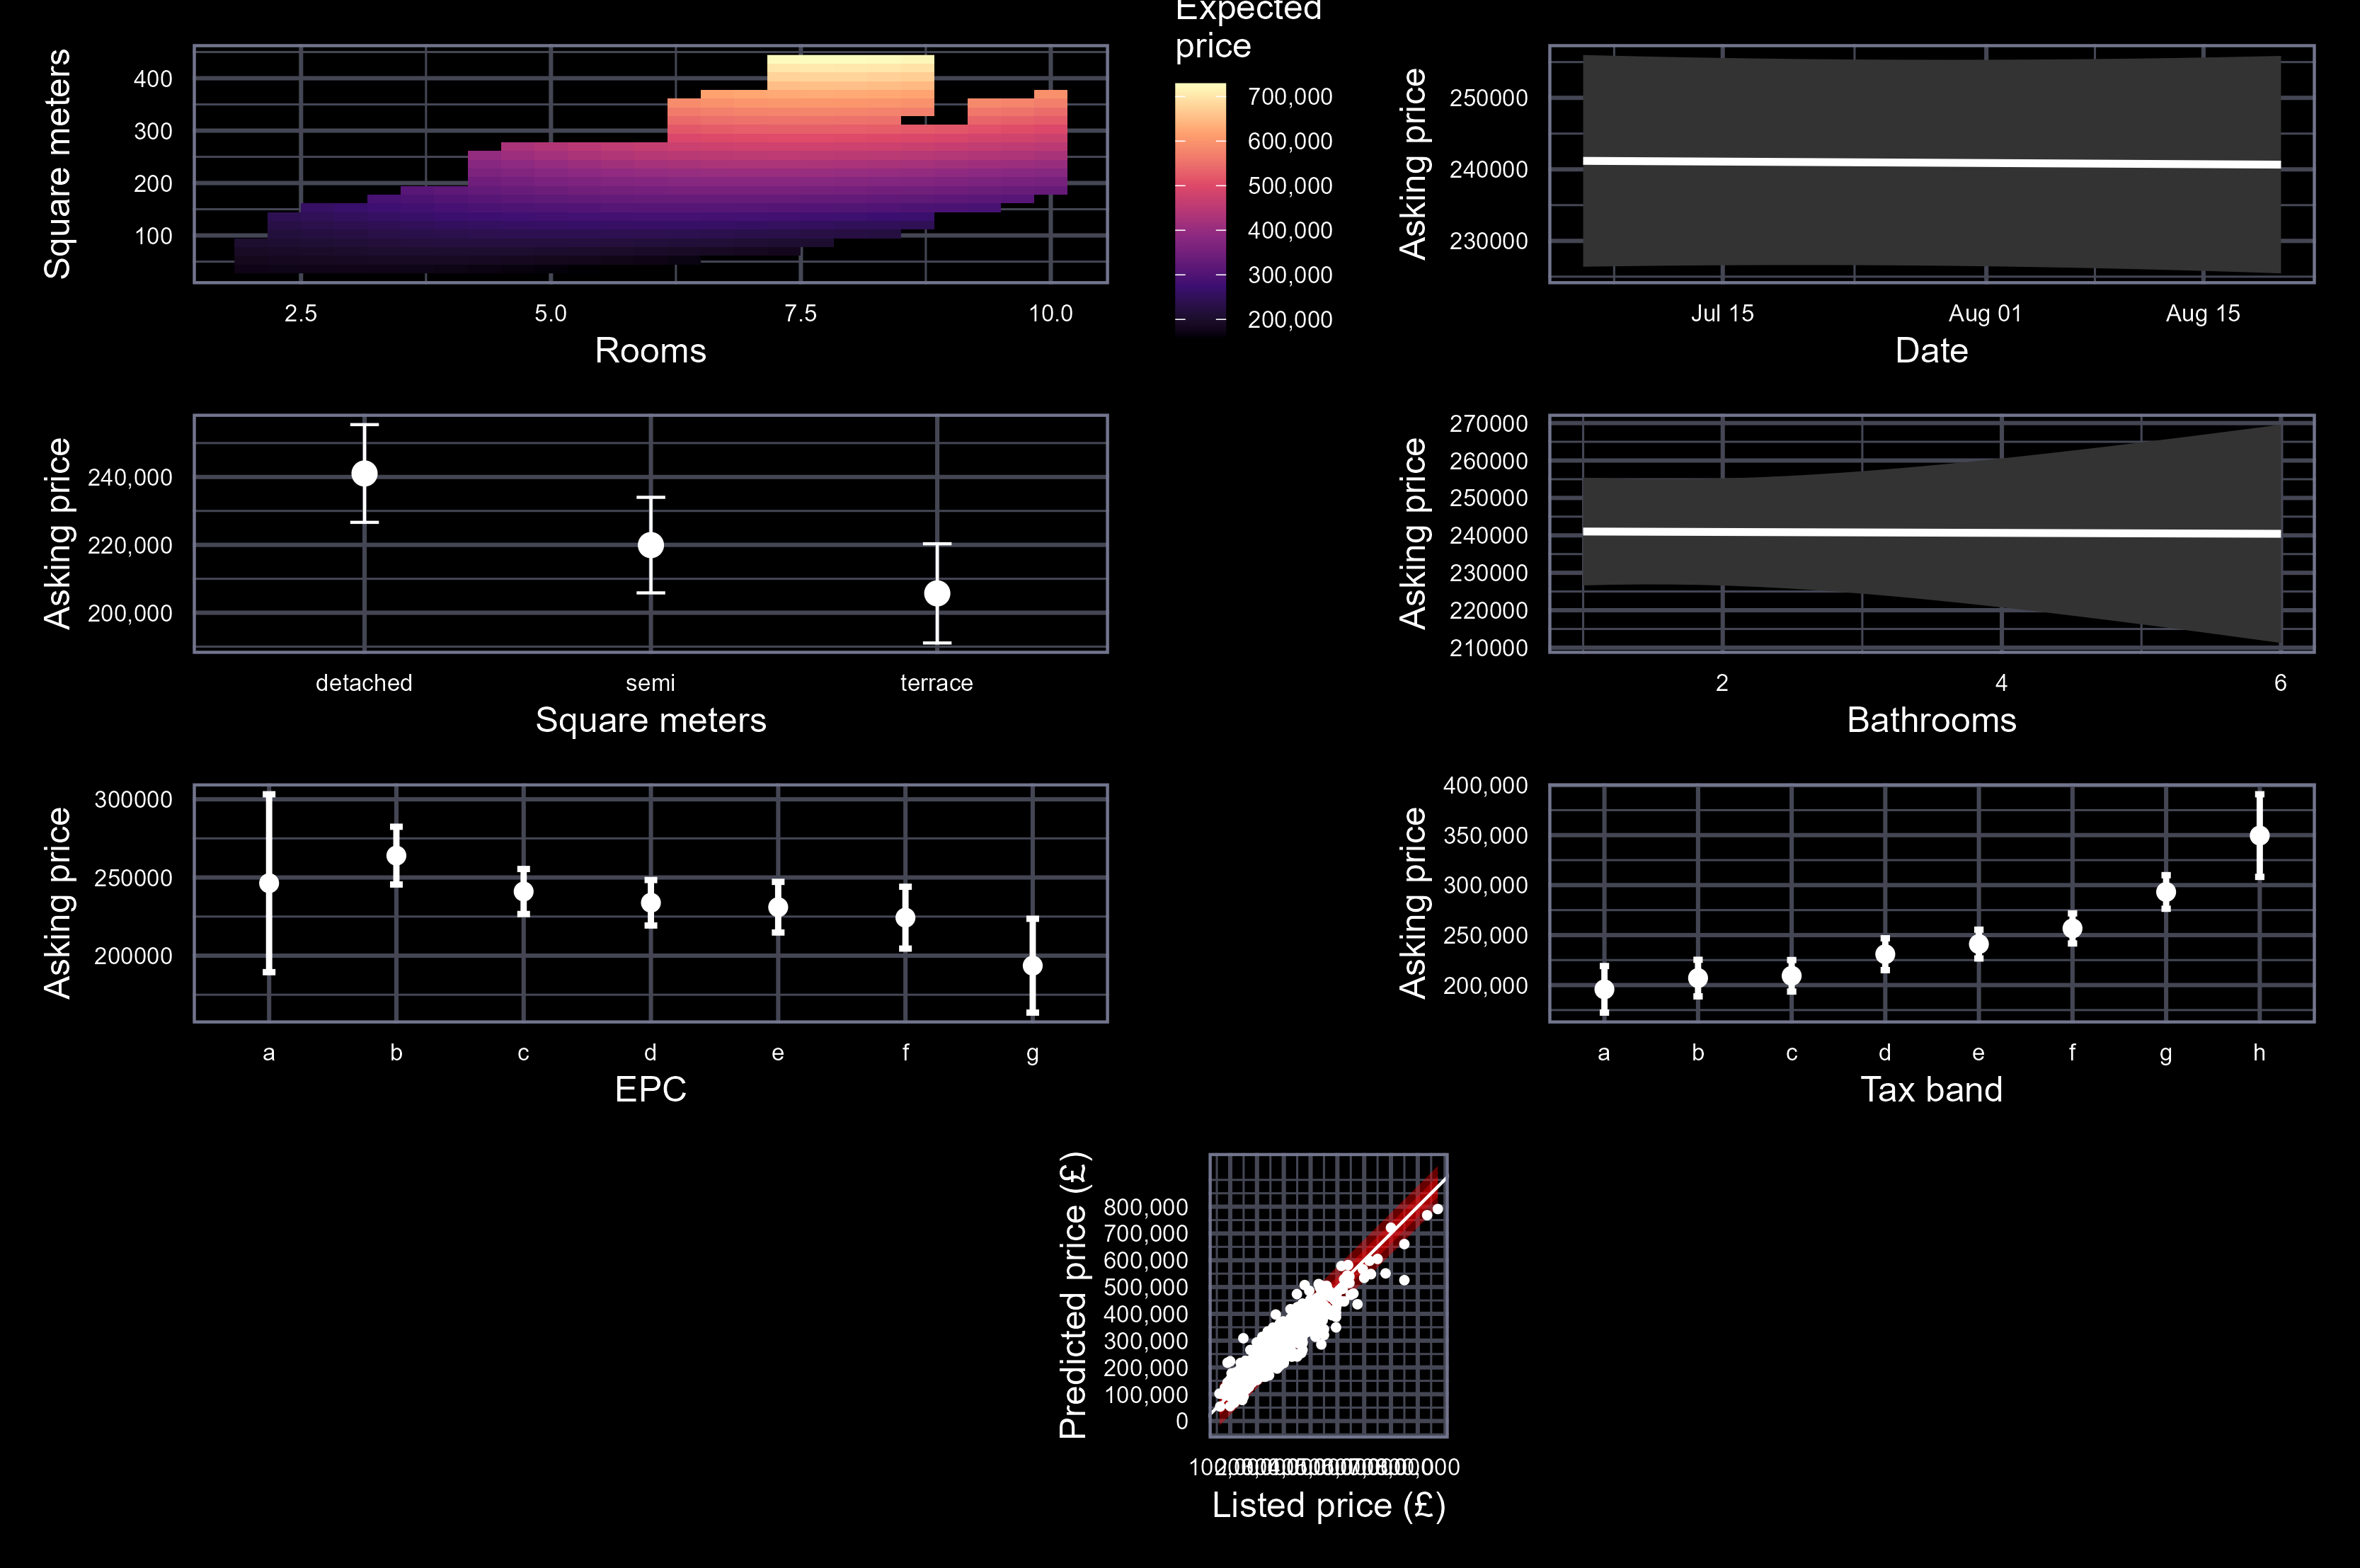 Expected
price
700,000
600,000
500,000
400,000
300,000
200,000
Square meters
400
300
200
100
2.5 5.0 7.5 10.0
Rooms
Asking price
250000
240000
230000
Jul 15 Aug 01 Aug 15
Date
Asking price
240,000
220,000
200,000
detached semi terrace
Square meters
Asking price
270000
260000
250000
240000
230000
220000
210000
2 4 6
Bathrooms
Asking price
300000
250000
200000
a b c d e f g
EPC
Asking price
400,000
350,000
300,000
250,000
200,000
a b c d e f g h
Tax band
Predicted price (£)
800,000
700,000
600,000
500,000
400,000
300,000
200,000
100,000
0
Listed price (£)